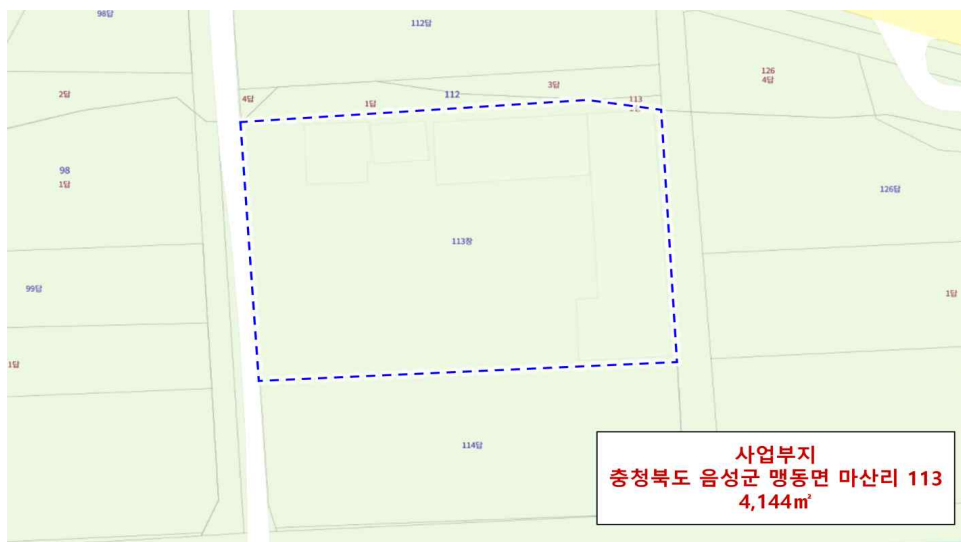 98답
112답
126
4답
2답
4답
1답
112
3답
113
98
1답
126답
113창
99답
1답
1답
114답
사업부지
충청북도 음성군 맹동면 마산리 113
4,144㎡